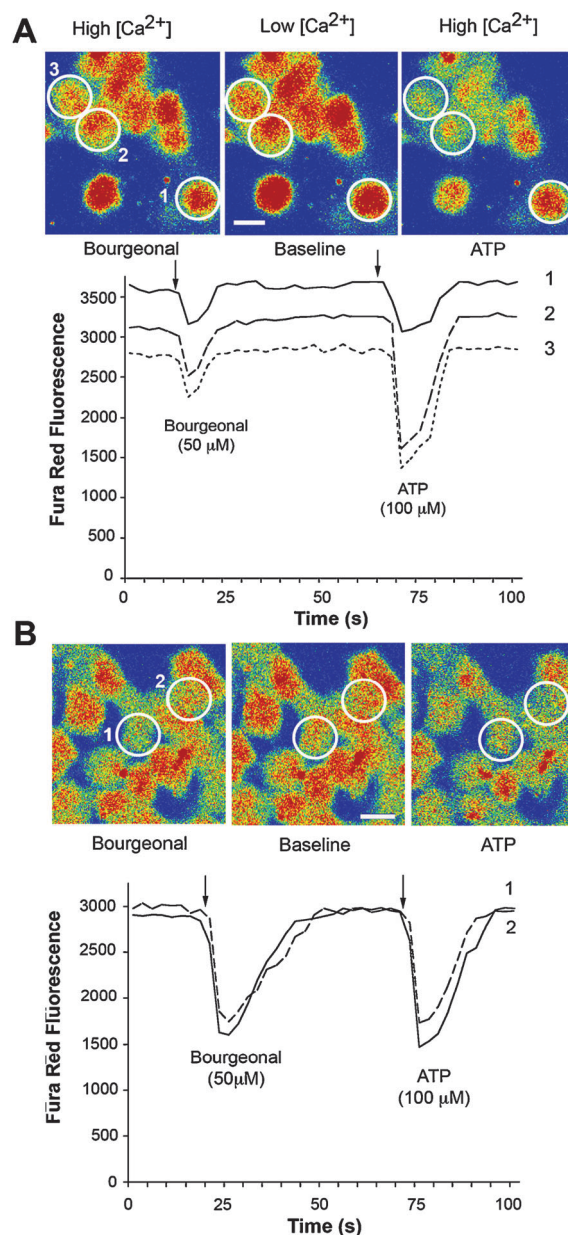 A
High [Ca2+] Low [Ca2+] High [Ca2+]
3
2
1
Bourgeonal Baseline ATP
3500
3000
2500
2000
1500
1000
500
0
Fura Red Fluorescence
1
2
3
Bourgeonal
(50 µM)
ATP
(100 µM)
0 25 50 75 100
Time (s)
B
2
1
Bourgeonal Baseline ATP
3000
2500
2000
1500
1000
500
0
Fura Red Fluorescence
1
2
Bourgeonal
(50µM)
ATP
(100 µM)
0 25 50 75 100
Time (s)